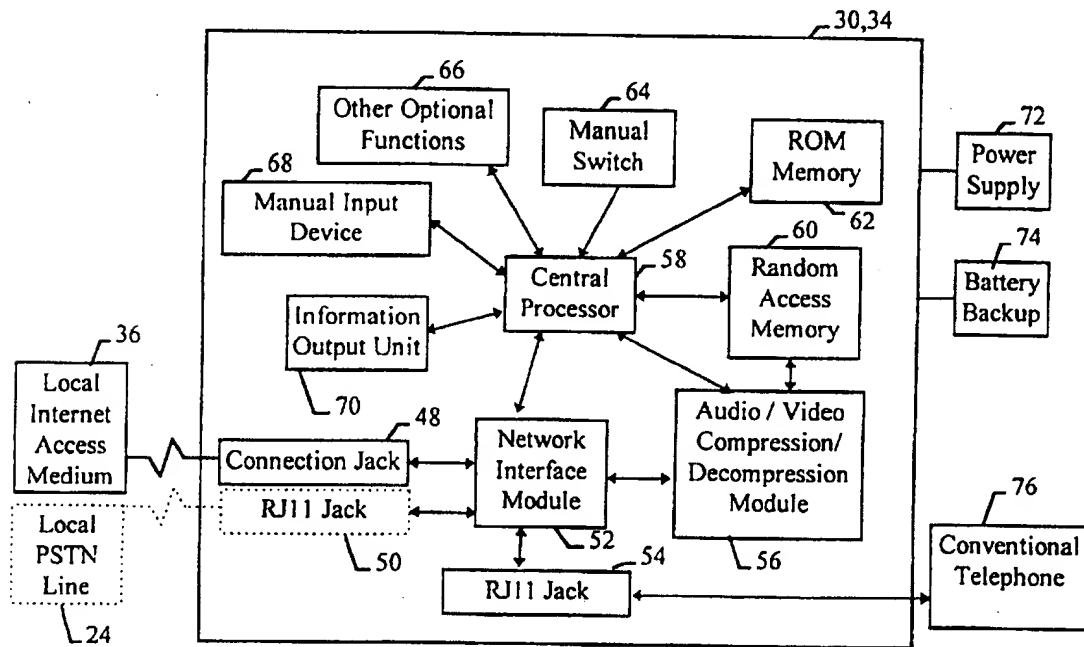 30,34
66
Other Optional
Functions
64
Manual
Switch
ROM
Memory
62
72
Power
Supply
68
Manual Input
Device
60
Random
Access
Memory
74
Battery
Backup
Central
Processor
58
Information
Output Unit
70
36
Local
Internet
Access
Medium
48
Connection Jack
Network
Interface
Module
52
Audio / Video
Compression/
Decompression
Module
56
RJ11 Jack
50
Local
PSTN
Line
24
54
RJ11 Jack
76
Conventional
Telephone